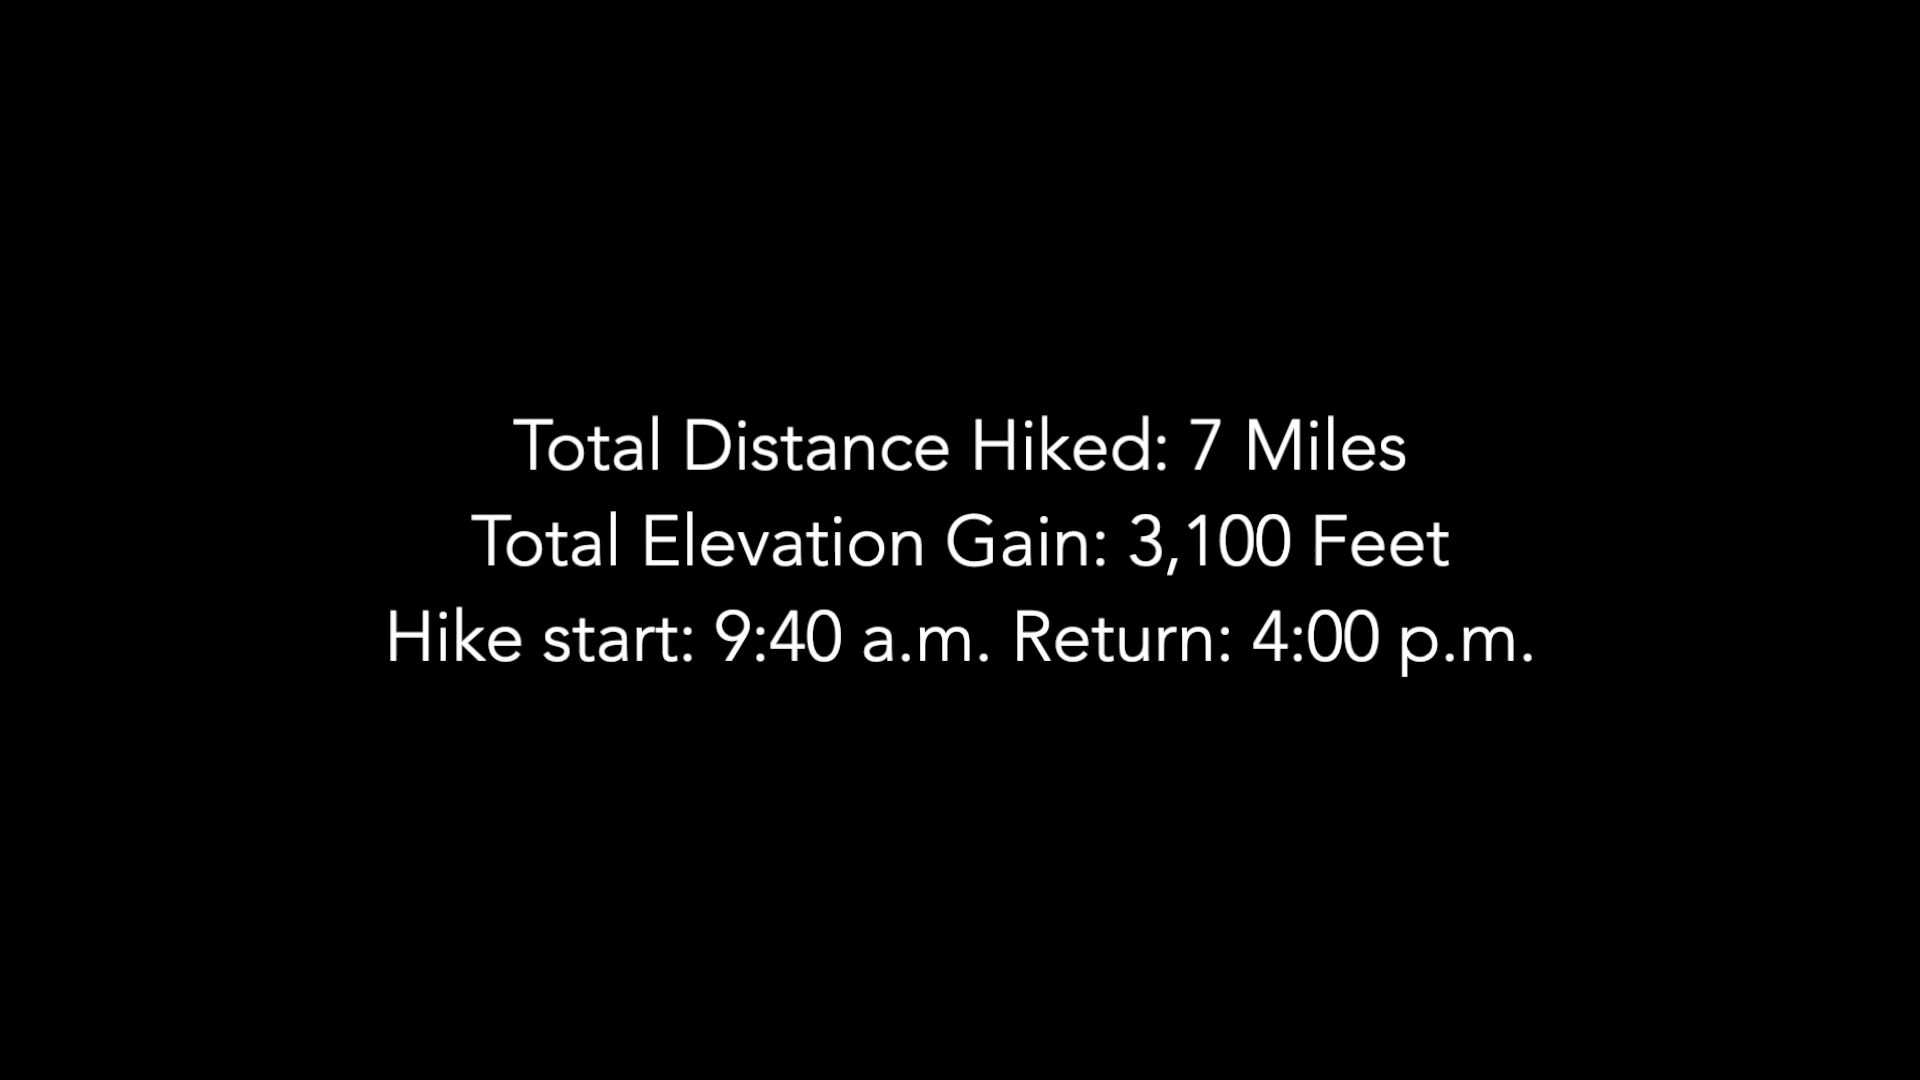 Total Distance Hiked: 7 Miles
Total Elevation Gain: 3,100 Feet
Hike start: 9:40 a.m. Return: 4:00 p.m.